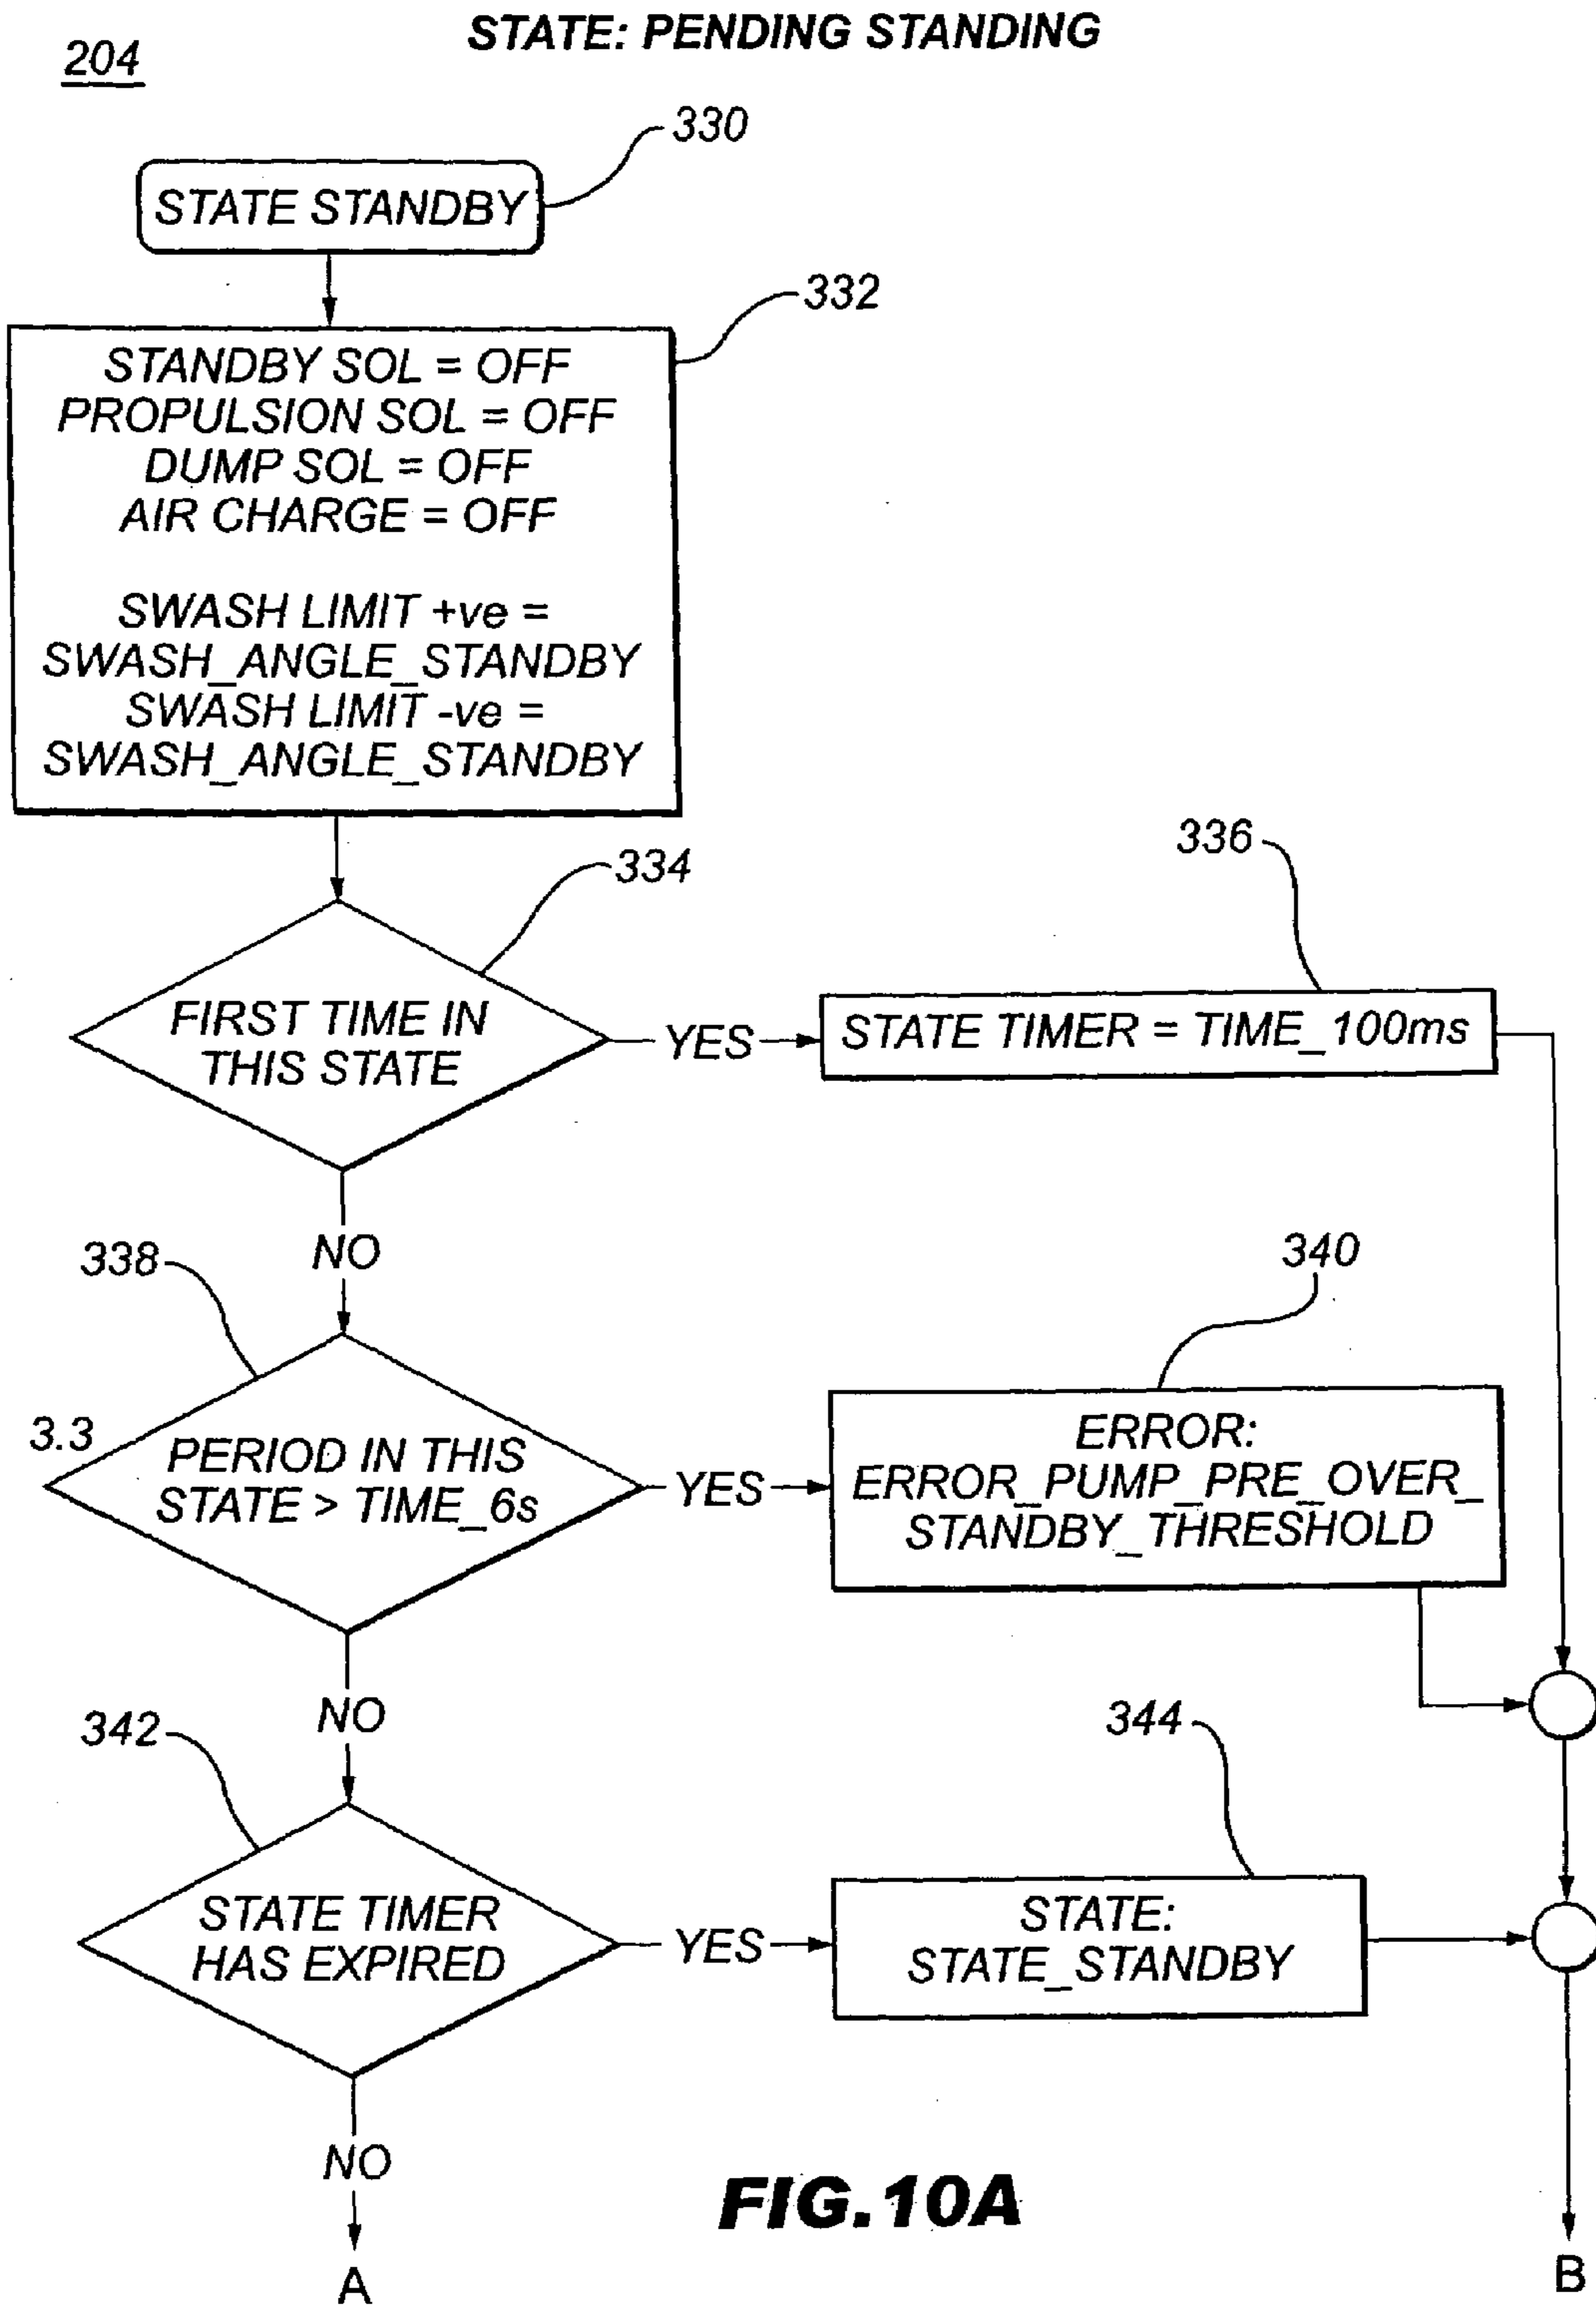 STATE: PENDING STANDING
204
330
STATE STANDBY
332
STANDBY SOL = OFF
PROPULSION SOL = OFF
DUMP SOL = OFF
AIR CHARGE = OFF
SWASH LIMIT +ve =
SWASH_ANGLE_STANDBY
SWASH LIMIT -ve =
SWASH_ANGLE_STANDBY
334
336
FIRST TIME IN
THIS STATE
YES
STATE TIMER = TIME_100ms
NO
338
340
3.3
PERIOD IN THIS
STATE > TIME_6s
YES
ERROR:
ERROR_PUMP_PRE_OVER_
STANDBY_THRESHOLD
NO
342
344
STATE TIMER
HAS EXPIRED
YES
STATE:
STATE_STANDBY
NO
FIG.10A
A
B